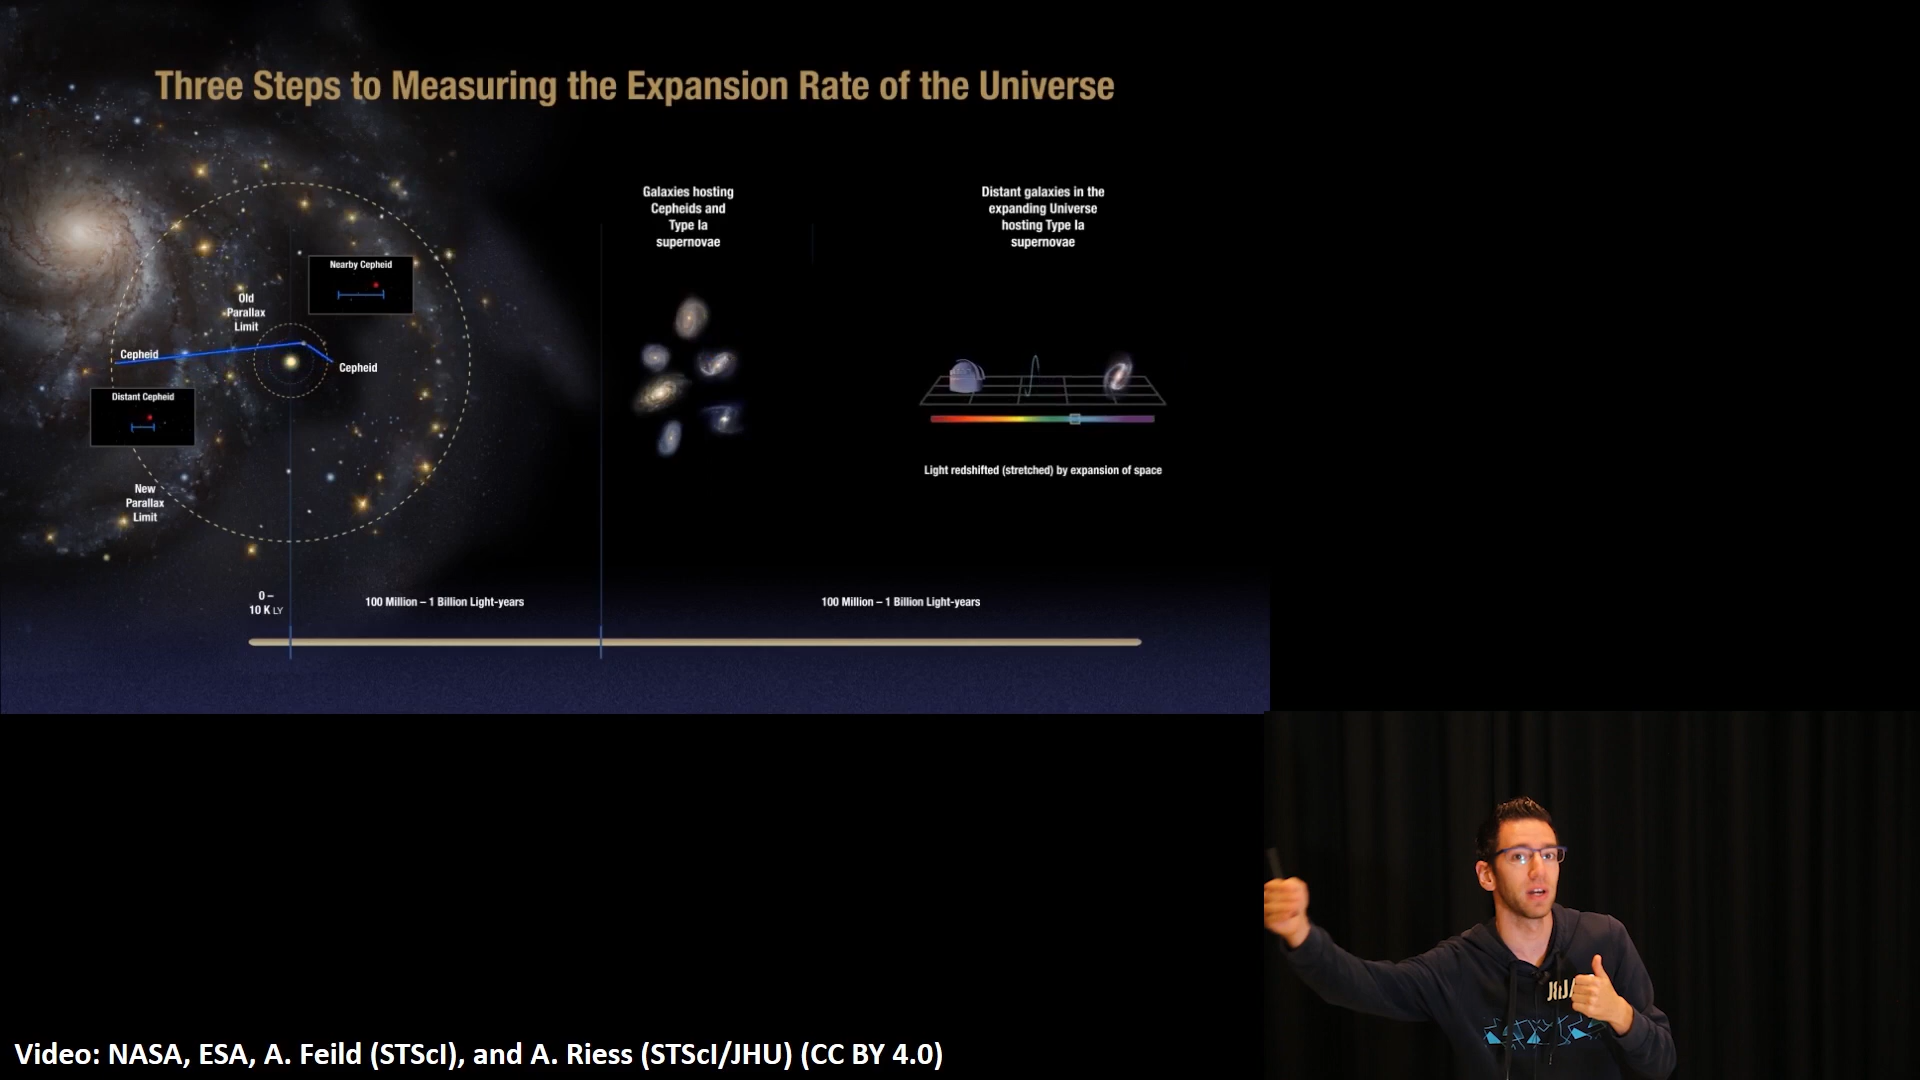 Three Steps to Measuring the Expansion Rate of the Universe
Galaxies hosting
Cepheids and
Type Ia
supernovae
Distant galaxies in the
expanding Universe
hosting Type Ia
supernovae
Nearby Cepheid
Old
Parallax
Limit
Cepheid
Cepheid
Distant Cepheid
New
Parallax
Limit
Light redshifted (stretched) by expansion of space
0 –
10 K LY
100 Million – 1 Billion Light-years
100 Million – 1 Billion Light-years
Video: NASA, ESA, A. Feild (STScI), and A. Riess (STScI/JHU) (CC BY 4.0)